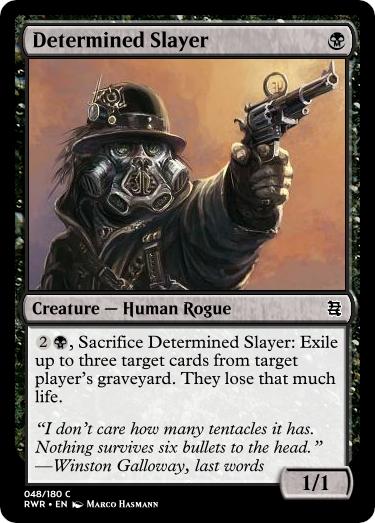 Determined Slayer
Creature — Human Rogue
2 , Sacrifice Determined Slayer: Exile
up to three target cards from target
player's graveyard. They lose that much
life.
“I don't care how many tentacles it has.
Nothing survives six bullets to the head.”
—Winston Galloway, last words
1/1
048/180 C
RWR • EN Marco Hasmann